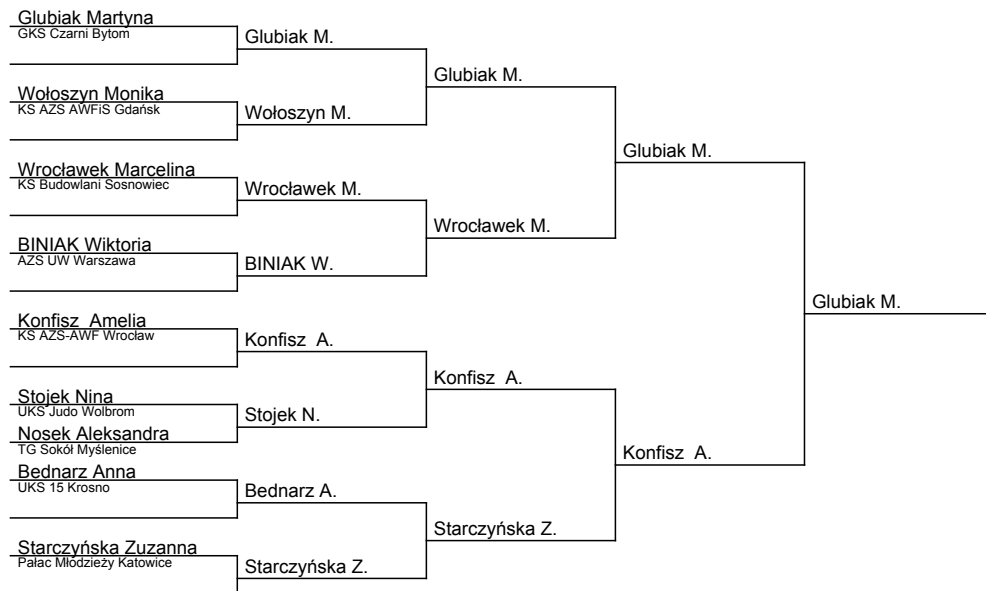 Glubiak Martyna
GKS Czarni Bytom
Wołoszyn Monika
KS AZS AWFiS Gdańsk
Wrocławek Marcelina
KS Budowlani Sosnowiec
BINIAK Wiktoria
AZS UW Warszawa
Konfisz  Amelia
KS AZS-AWF Wrocław
Stojek Nina
UKS Judo Wolbrom
Nosek Aleksandra
TG Sokół Myślenice
Bednarz Anna
UKS 15 Krosno
Starczyńska Zuzanna
Pałac Młodzieży Katowice
Glubiak M.
Wołoszyn M.
Wrocławek M.
BINIAK W.
Konfisz  A.
Stojek N.
Bednarz A.
Starczyńska Z.
Glubiak M.
Wrocławek M.
Konfisz  A.
Starczyńska Z.
Glubiak M.
Konfisz  A.
Glubiak M.